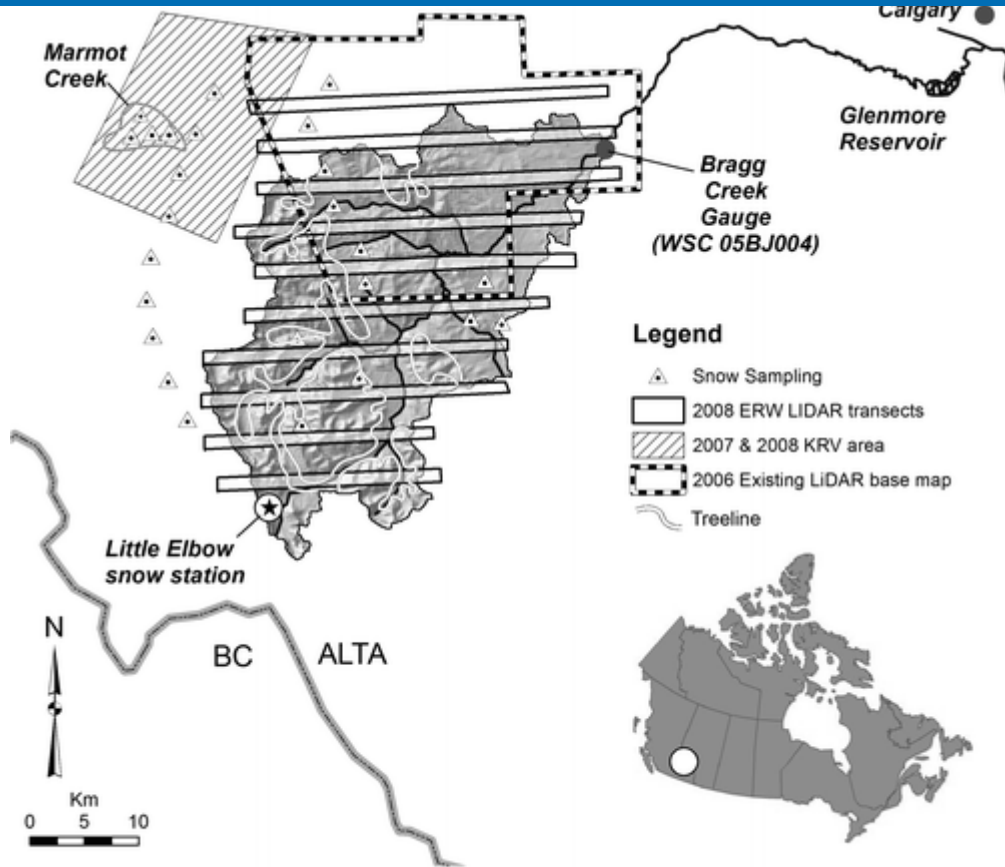 Calgary
Marmot
Creek
Glenmore
Reservoir
Bragg
Creek
Gauge
(WSC 05BJ004)
Legend
Snow Sampling
2008 ERW LIDAR transects
2007 & 2008 KRV area
2006 Existing LiDAR base map
Treeline
Little Elbow
snow station
N
BC
ALTA
Km
0 5 10